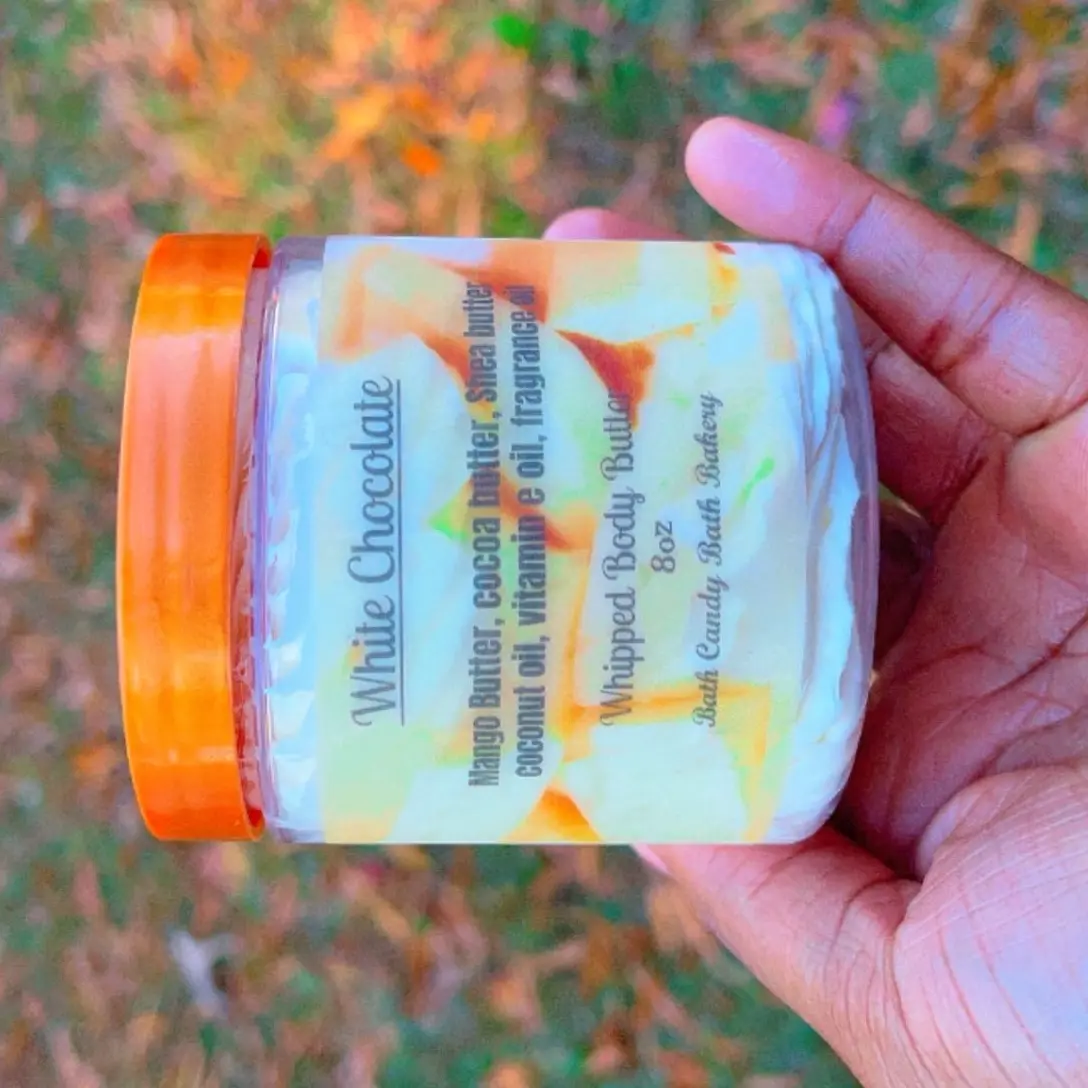 White Chocolate
Mango Butter, cocoa butter, Shea butter
coconut oil, vitamin e oil, fragrance oil
Whipped Body Butter
8oz
Bath Candy Bath Bakery